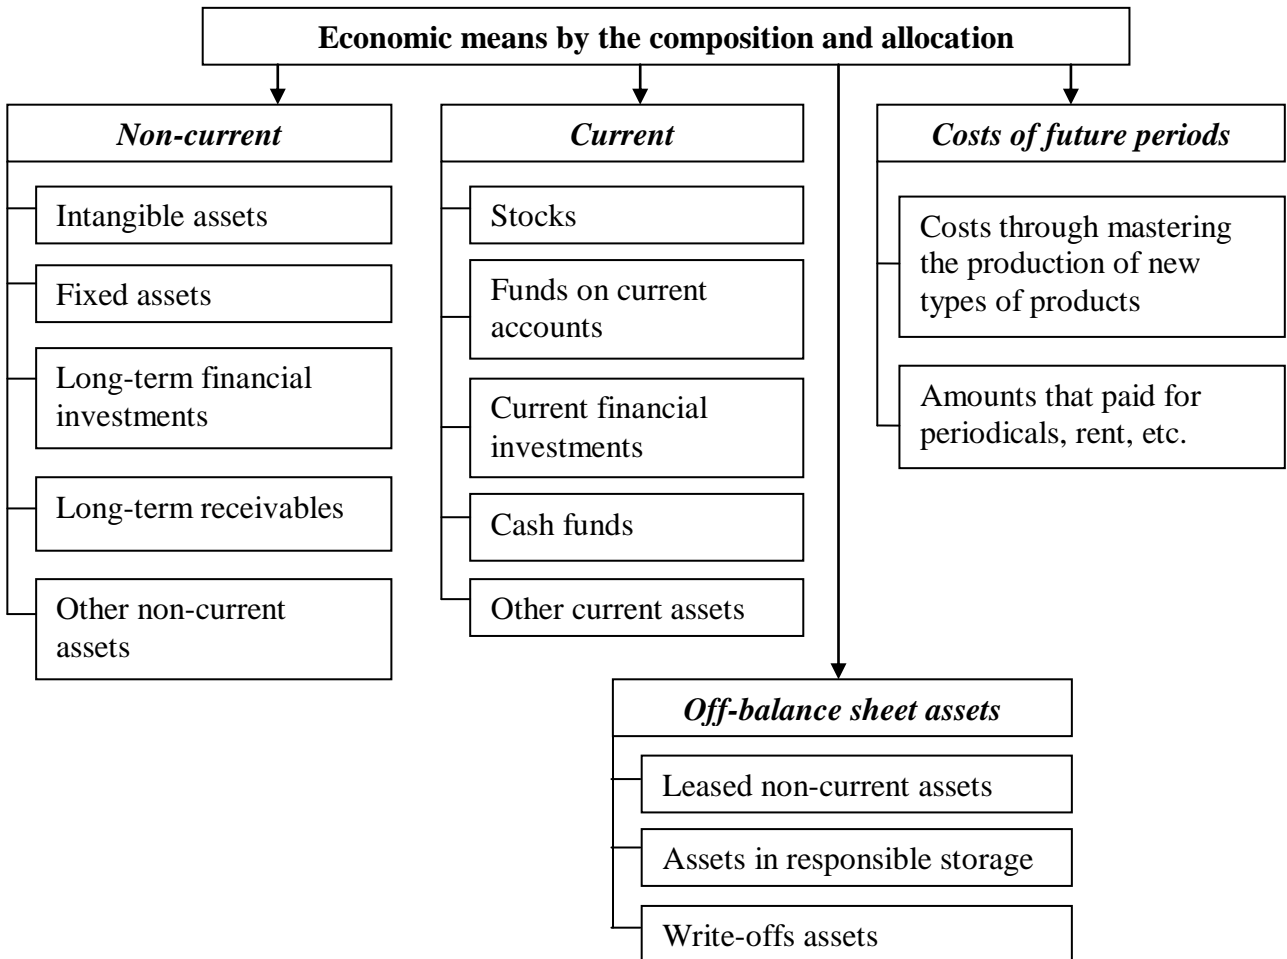 Economic means by the composition and allocation
Non-current
Intangible assets
Fixed assets
Long-term financial
investments
Long-term receivables
Other non-current
assets
Current
Stocks
Funds on current
accounts
Current financial
investments
Cash funds
Other current assets
Costs of future periods
Costs through mastering
the production of new
types of products
Amounts that paid for
periodicals, rent, etc.
Off-balance sheet assets
Leased non-current assets
Assets in responsible storage
Write-offs assets